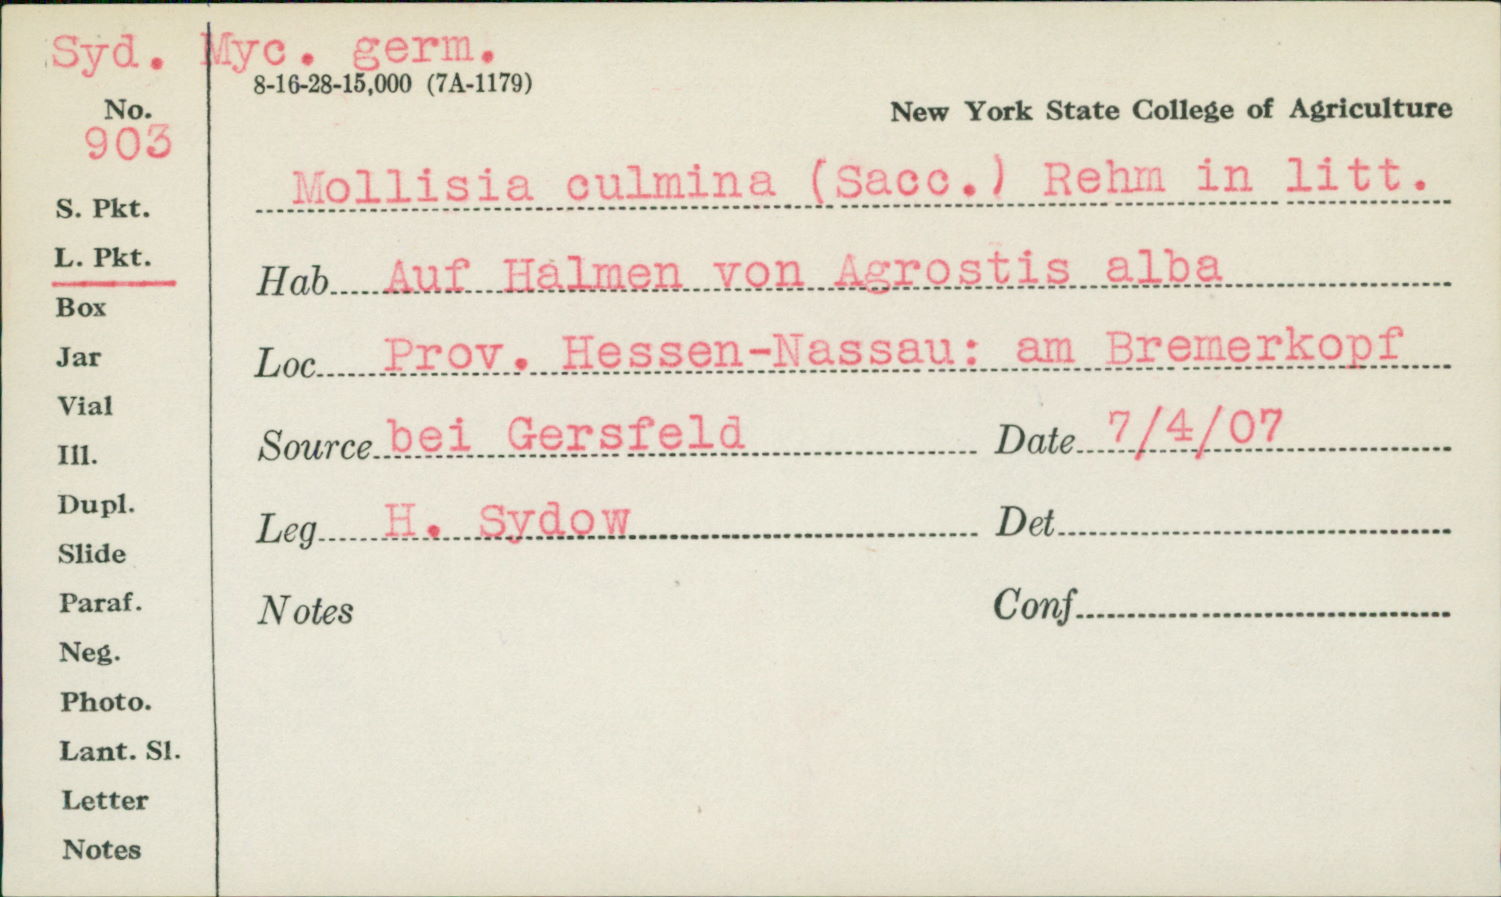 Syd. Myc. germ.
8-16-28-15,000 (7A-1179)
No.
903
New York State College of Agriculture
Mollisia culmina (Sacc.) Rehm in litt.
S. Pkt.
L. Pkt.
Box
Jar
Vial
Ill.
Dupl.
Slide
Paraf.
Neg.
Photo.
Lant. Sl.
Letter
Notes
Hab. Auf Halmen von Agrostis alba
Loc. Prov. Hessen-Nassau: am Bremerkopf
Source bei Gersfeld Date 7/4/07
Leg. H. Sydow Det
Notes Conf